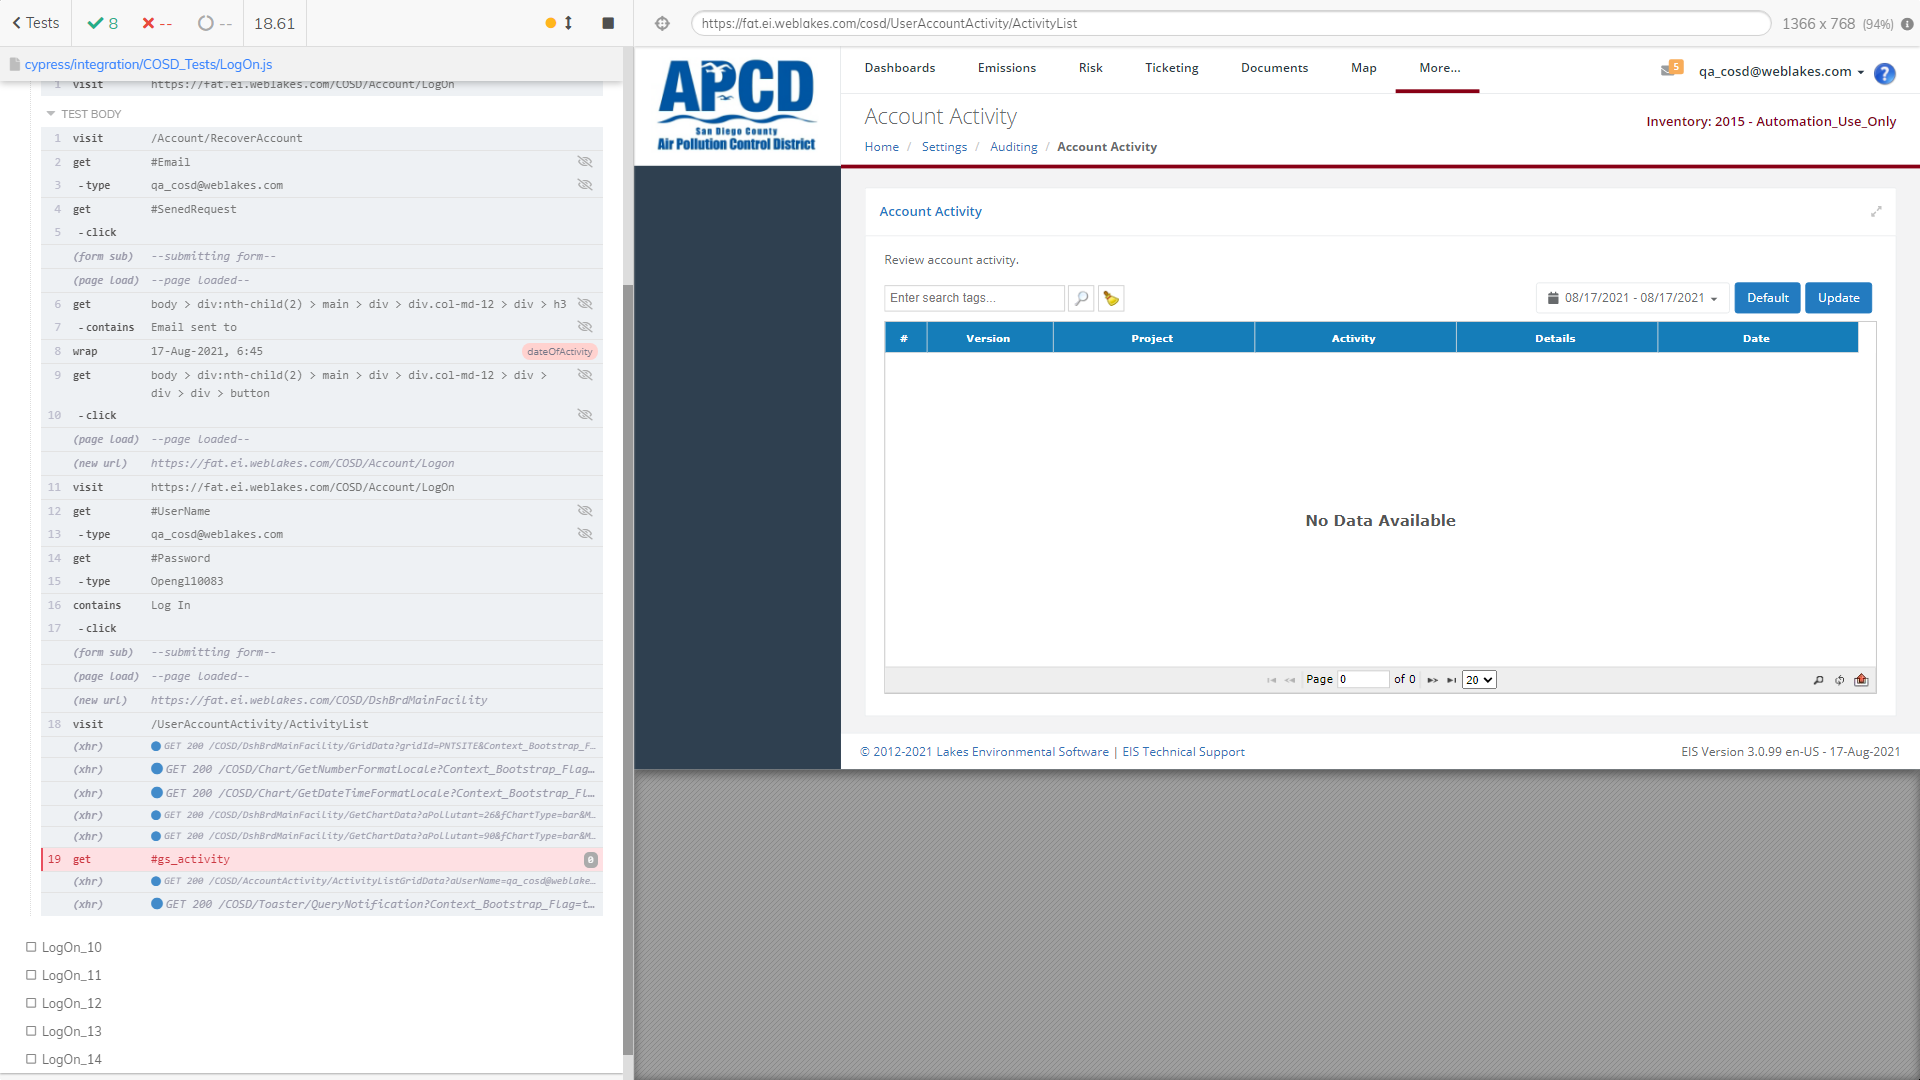 Tests
8
--
--
18.61
https://fat.ei.weblakes.com/cosd/UserAccountActivity/ActivityList
1366 x 768 (94%)
cypress/integration/COSD_Tests/LogOn.js
1 visit https://fat.ei.weblakes.com/COSD/Account/LogOn
TEST BODY
1 visit /Account/RecoverAccount
2 get #Email
3 -type qa_cosd@weblakes.com
4 get #SenedRequest
5 -click
(form sub) --submitting form--
(page load) --page loaded--
6 get body > div:nth-child(2) > main > div > div.col-md-12 > div > h3
7 -contains Email sent to
8 wrap 17-Aug-2021, 6:45 dateOfActivity
9 get body > div:nth-child(2) > main > div > div.col-md-12 > div >
div > div > button
10 -click
(page load) --page loaded--
(new url) https://fat.ei.weblakes.com/COSD/Account/Logon
11 visit https://fat.ei.weblakes.com/COSD/Account/LogOn
12 get #UserName
13 -type qa_cosd@weblakes.com
14 get #Password
15 -type Opengl10083
16 contains Log In
17 -click
(form sub) --submitting form--
(page load) --page loaded--
(new url) https://fat.ei.weblakes.com/COSD/DshBrdMainFacility
18 visit /UserAccountActivity/ActivityList
(xhr) GET 200 /COSD/DshBrdMainFacility/GridData?gridId=PNTSITE&Context_Bootstrap_F...
(xhr) GET 200 /COSD/Chart/GetNumberFormatLocale?Context_Bootstrap_Flag...
(xhr) GET 200 /COSD/Chart/GetDateTimeFormatLocale?Context_Bootstrap_Fl...
(xhr) GET 200 /COSD/DshBrdMainFacility/GetChartData?aPollutant=26&fChartType=bar&M...
(xhr) GET 200 /COSD/DshBrdMainFacility/GetChartData?aPollutant=90&fChartType=bar&M...
19 get #gs_activity 0
(xhr) GET 200 /COSD/AccountActivity/ActivityListGridData?aUserName=qa_cosd@weblake...
(xhr) GET 200 /COSD/Toaster/QueryNotification?Context_Bootstrap_Flag=t...
LogOn_10
LogOn_11
LogOn_12
LogOn_13
LogOn_14
APCD
San Diego County
Air Pollution Control District
Dashboards Emissions Risk Ticketing Documents Map More...
5 qa_cosd@weblakes.com ?
Account Activity
Inventory: 2015 - Automation_Use_Only
Home / Settings / Auditing / Account Activity
Account Activity
Review account activity.
Enter search tags...
08/17/2021 - 08/17/2021 Default Update
# Version Project Activity Details Date
No Data Available
Page 0 of 0 20
© 2012-2021 Lakes Environmental Software | EIS Technical Support
EIS Version 3.0.99 en-US - 17-Aug-2021